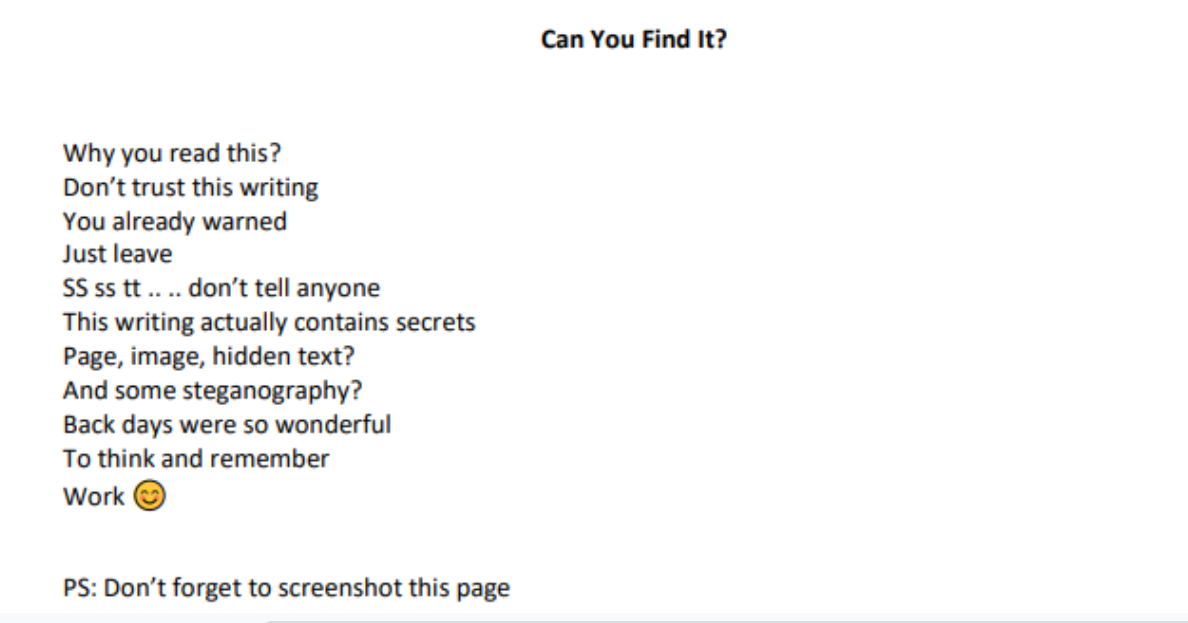 Can You Find It?
Why you read this?
Don’t trust this writing
You already warned
Just leave
SS ss tt .. .. don’t tell anyone
This writing actually contains secrets
Page, image, hidden text?
And some steganography?
Back days were so wonderful
To think and remember
Work 😊
PS: Don’t forget to screenshot this page